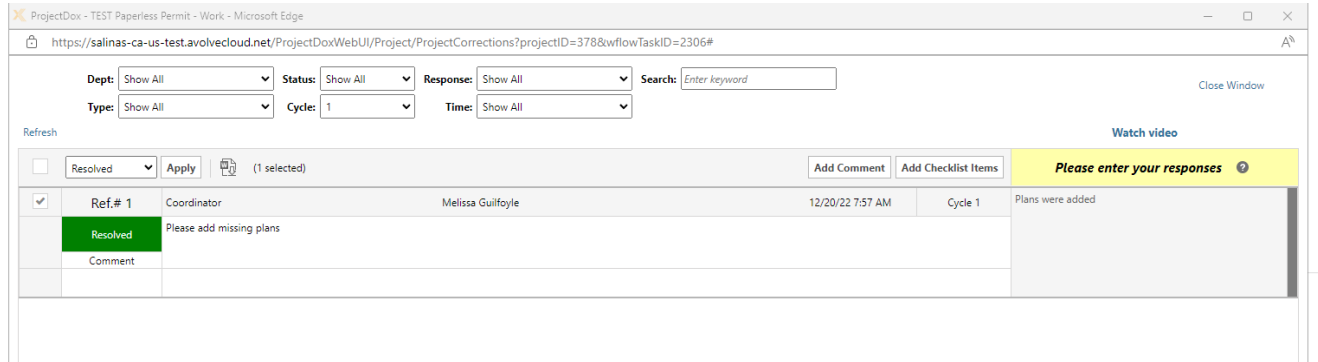 ProjectDox - TEST Paperless Permit - Work - Microsoft Edge
https://salinas-ca-us-test.avolvecloud.net/ProjectDoxWebUI/Project/ProjectCorrections?projectID=378&wflowTaskID=2306#
Dept: Show All Status: Show All Response: Show All Search: Enter keyword
Close Window
Type: Show All Cycle: 1 Time: Show All
Refresh
Watch video
Resolved Apply (1 selected) Add Comment Add Checklist Items Please enter your responses ?
Ref.# 1 Coordinator Melissa Guilfoyle 12/20/22 7:57 AM Cycle 1 Plans were added
Resolved Please add missing plans
Comment